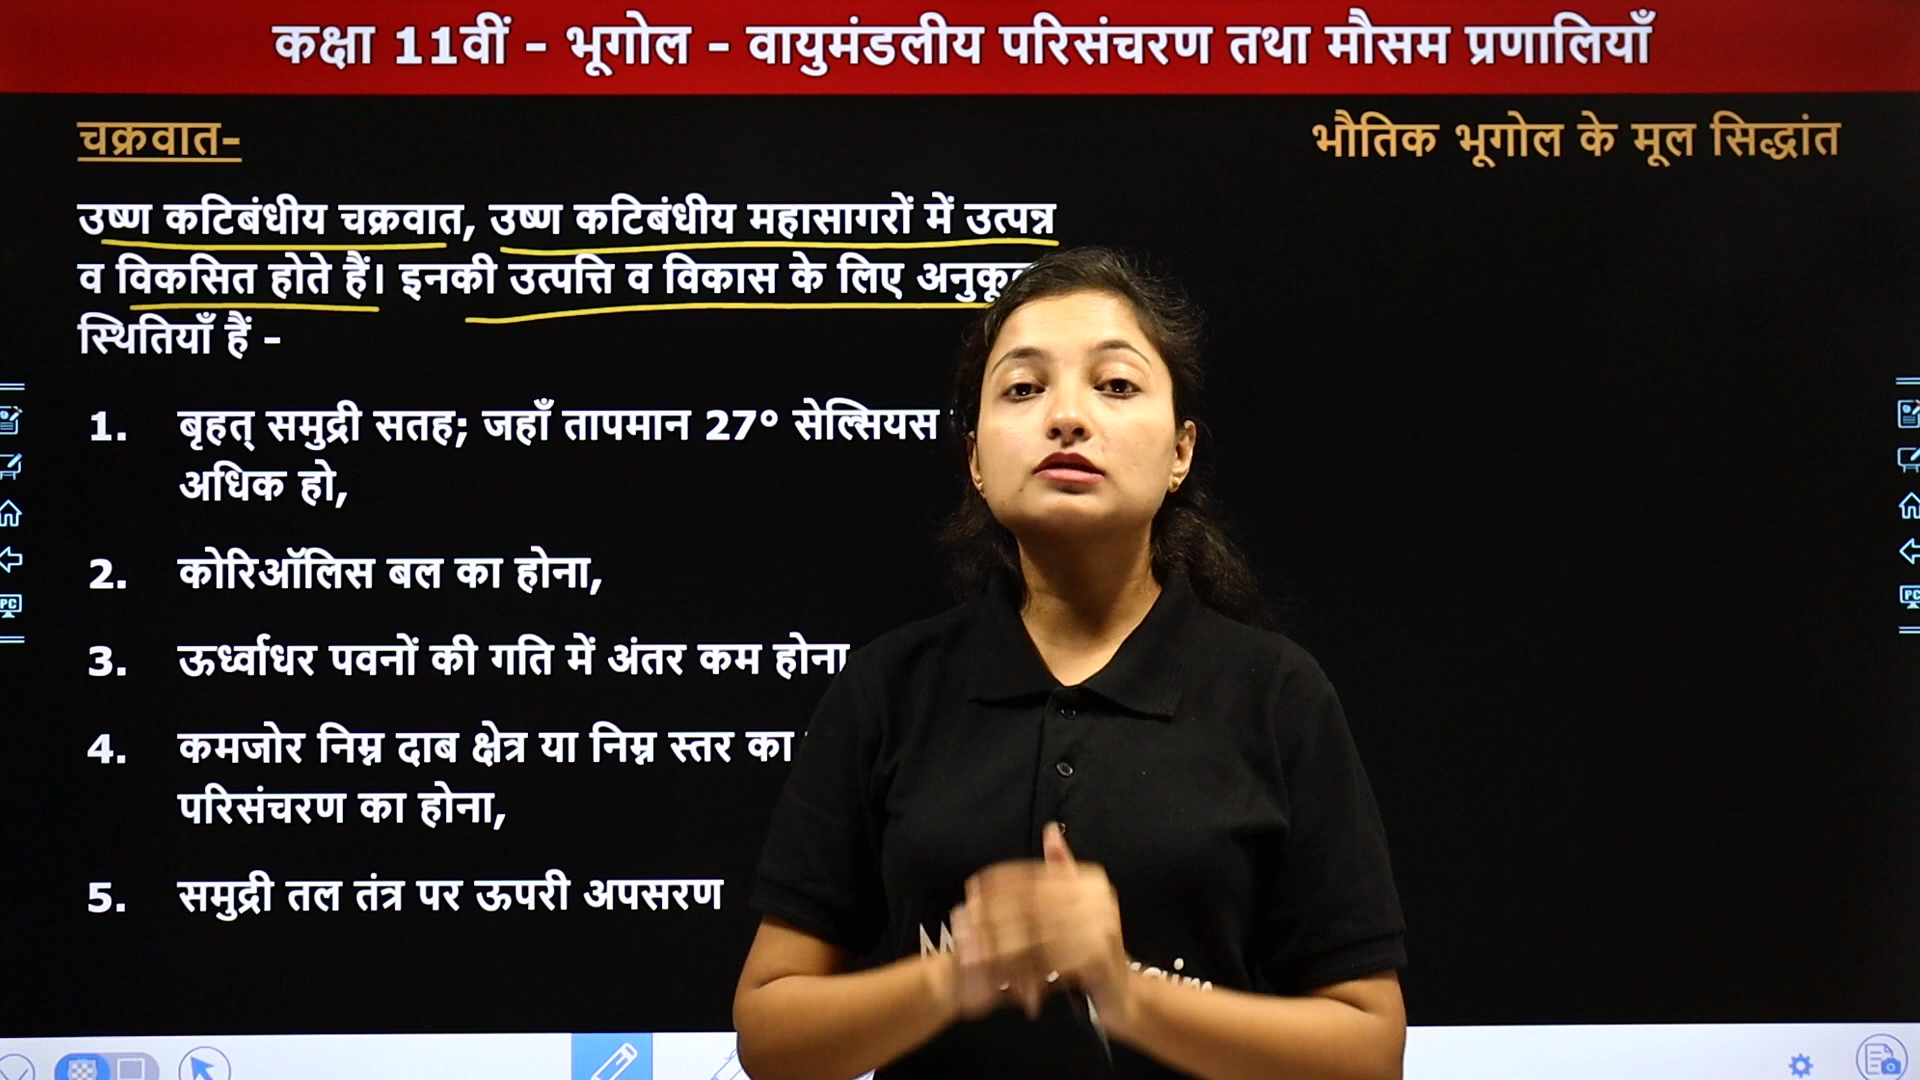 कक्षा 11वीं - भूगोल - वायुमंडलीय परिसंचरण तथा मौसम प्रणालियाँ
चक्रवात-
भौतिक भूगोल के मूल सिद्धांत
उष्ण कटिबंधीय चक्रवात, उष्ण कटिबंधीय महासागरों में उत्पन्न
व विकसित होते हैं। इनकी उत्पत्ति व विकास के लिए
स्थितियाँ हैं -
1. बृहत् समुद्री सतह; जहाँ तापमान 27° सेल्सियस
अधिक हो,
2. कोरिऑलिस बल का होना,
3. ऊर्ध्वाधर पवनों की गति में अंतर कम होना
4. कमजोर निम्न दाब क्षेत्र या निम्न स्तर का
परिसंचरण का होना,
5. समुद्री तल तंत्र पर ऊपरी अपसरण
PC
PC